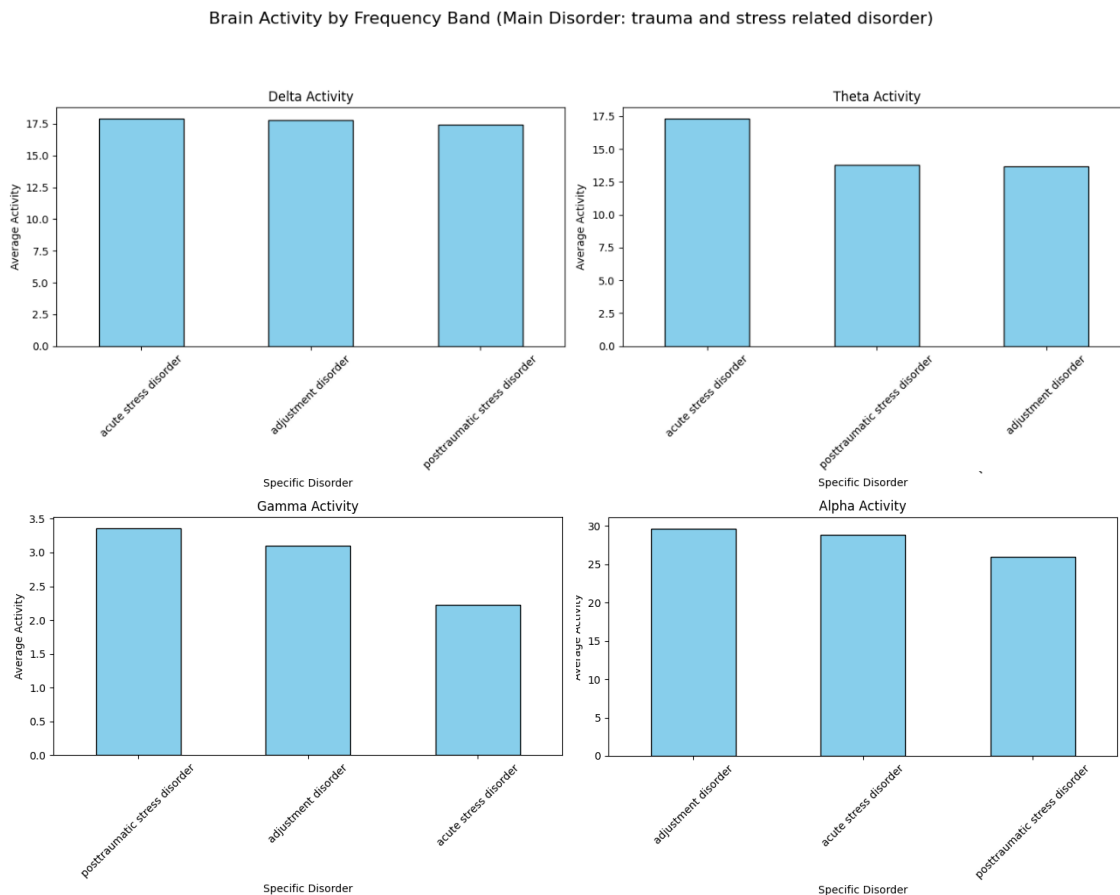 Brain Activity by Frequency Band (Main Disorder: trauma and stress related disorder)
Delta Activity
Average Activity
17.5
15.0
12.5
10.0
7.5
5.0
2.5
0.0
acute stress disorder
adjustment disorder
posttraumatic stress disorder
Specific Disorder
Theta Activity
Average Activity
17.5
15.0
12.5
10.0
7.5
5.0
2.5
0.0
acute stress disorder
posttraumatic stress disorder
adjustment disorder
Specific Disorder
Gamma Activity
Average Activity
3.5
3.0
2.5
2.0
1.5
1.0
0.5
0.0
posttraumatic stress disorder
adjustment disorder
acute stress disorder
Specific Disorder
Alpha Activity
Average Activity
30
25
20
15
10
5
0
adjustment disorder
acute stress disorder
posttraumatic stress disorder
Specific Disorder